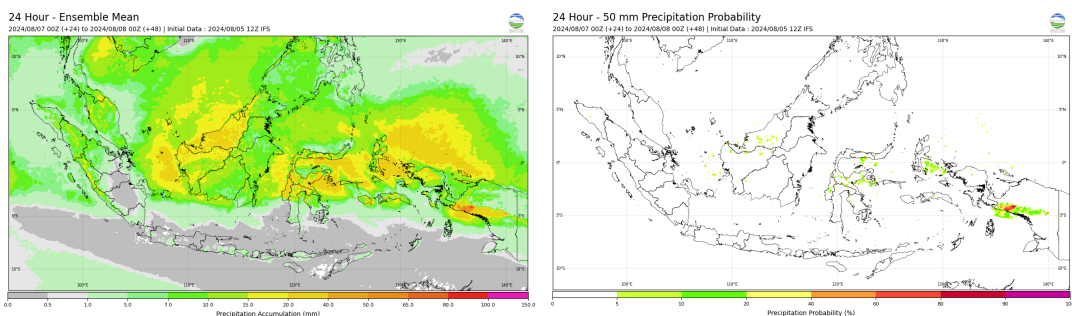 24 Hour - Ensemble Mean
2024/08/07 00Z (+24) to 2024/08/08 00Z (+48) | Initial Data : 2024/08/05 12Z IFS
10°N
5°N
0°
5°S
10°S
100°E 110°E 120°E 130°E 140°E
0.0 0.5 1.0 5.0 7.0 10.0 15.0 20.0 40.0 50.0 65.0 80.0 100.0 150.0
Precipitation Accumulation (mm)
24 Hour - 50 mm Precipitation Probability
2024/08/07 00Z (+24) to 2024/08/08 00Z (+48) | Initial Data : 2024/08/05 12Z IFS
10°N
5°N
0°
5°S
10°S
100°E 110°E 120°E 130°E 140°E
0 5 10 20 40 60 80 90 10
Precipitation Probability (%)